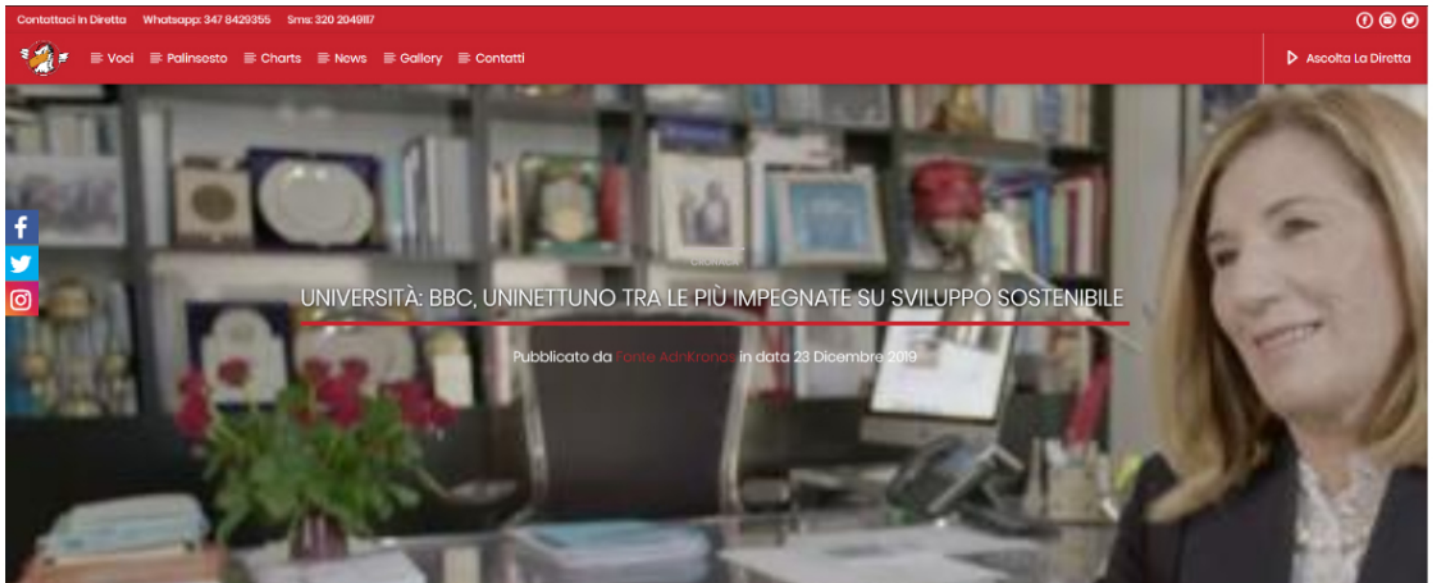 Contattaci In Diretta Whatsapp: 347 8429355 Sms: 320 2049117
Voci Palinsesto Charts News Gallery Contatti Ascolta La Diretta
CRONACA
UNIVERSITÀ: BBC, UNINETTUNO TRA LE PIÙ IMPEGNATE SU SVILUPPO SOSTENIBILE
Pubblicato da Fonte AdnKronos in data 23 Dicembre 2019